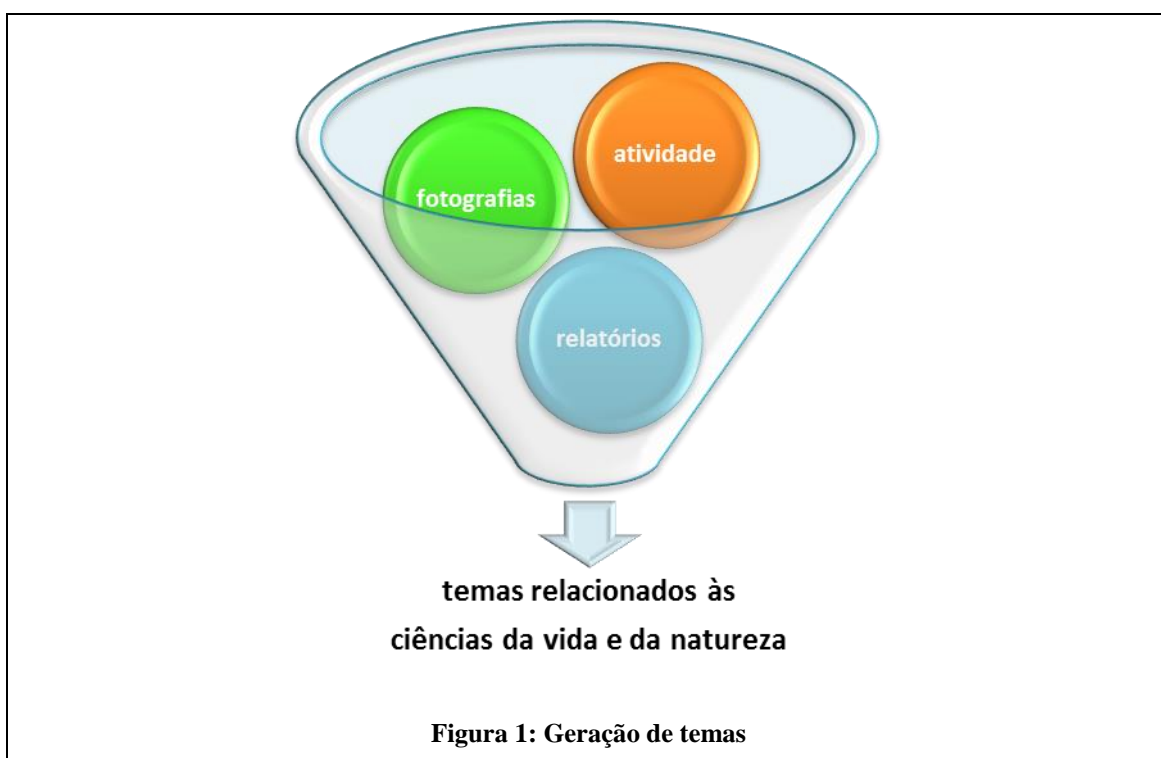 atividade
fotografias
relatórios
temas relacionados às
ciências da vida e da natureza
Figura 1: Geração de temas